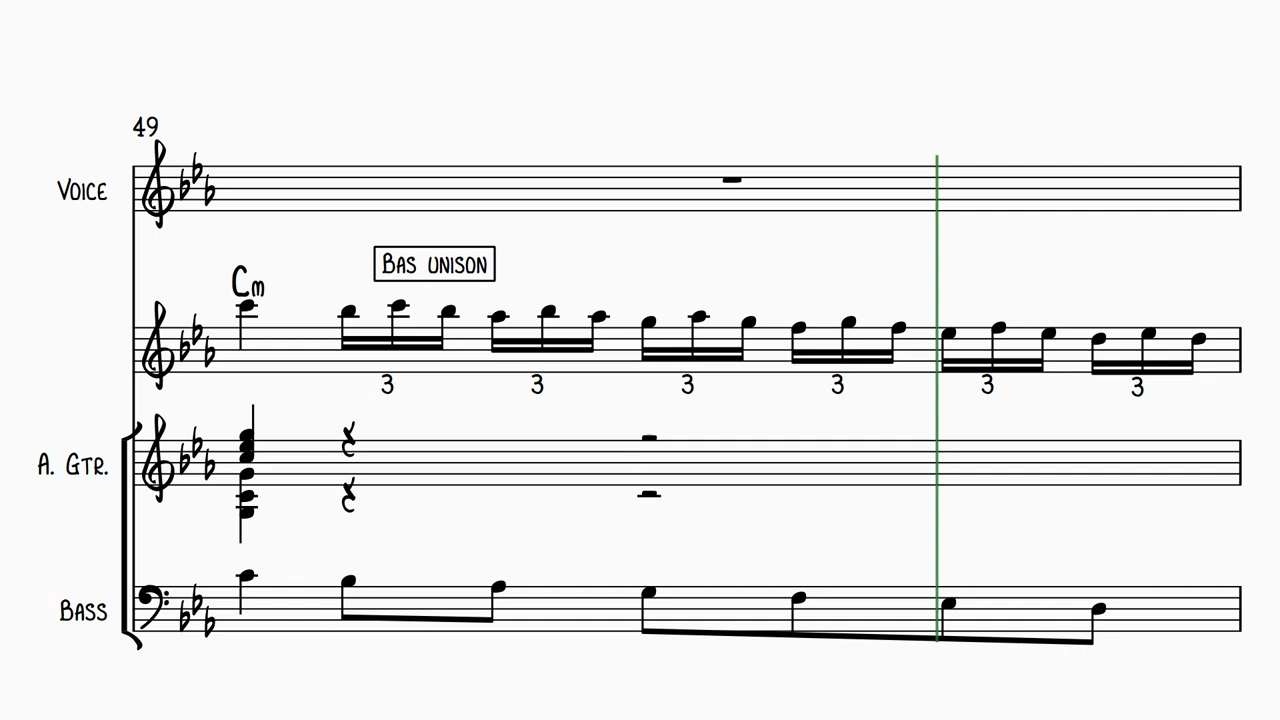 49
VOICE
BAS UNISON
Cm
3 3 3 3 3 3
A. GTR.
BASS